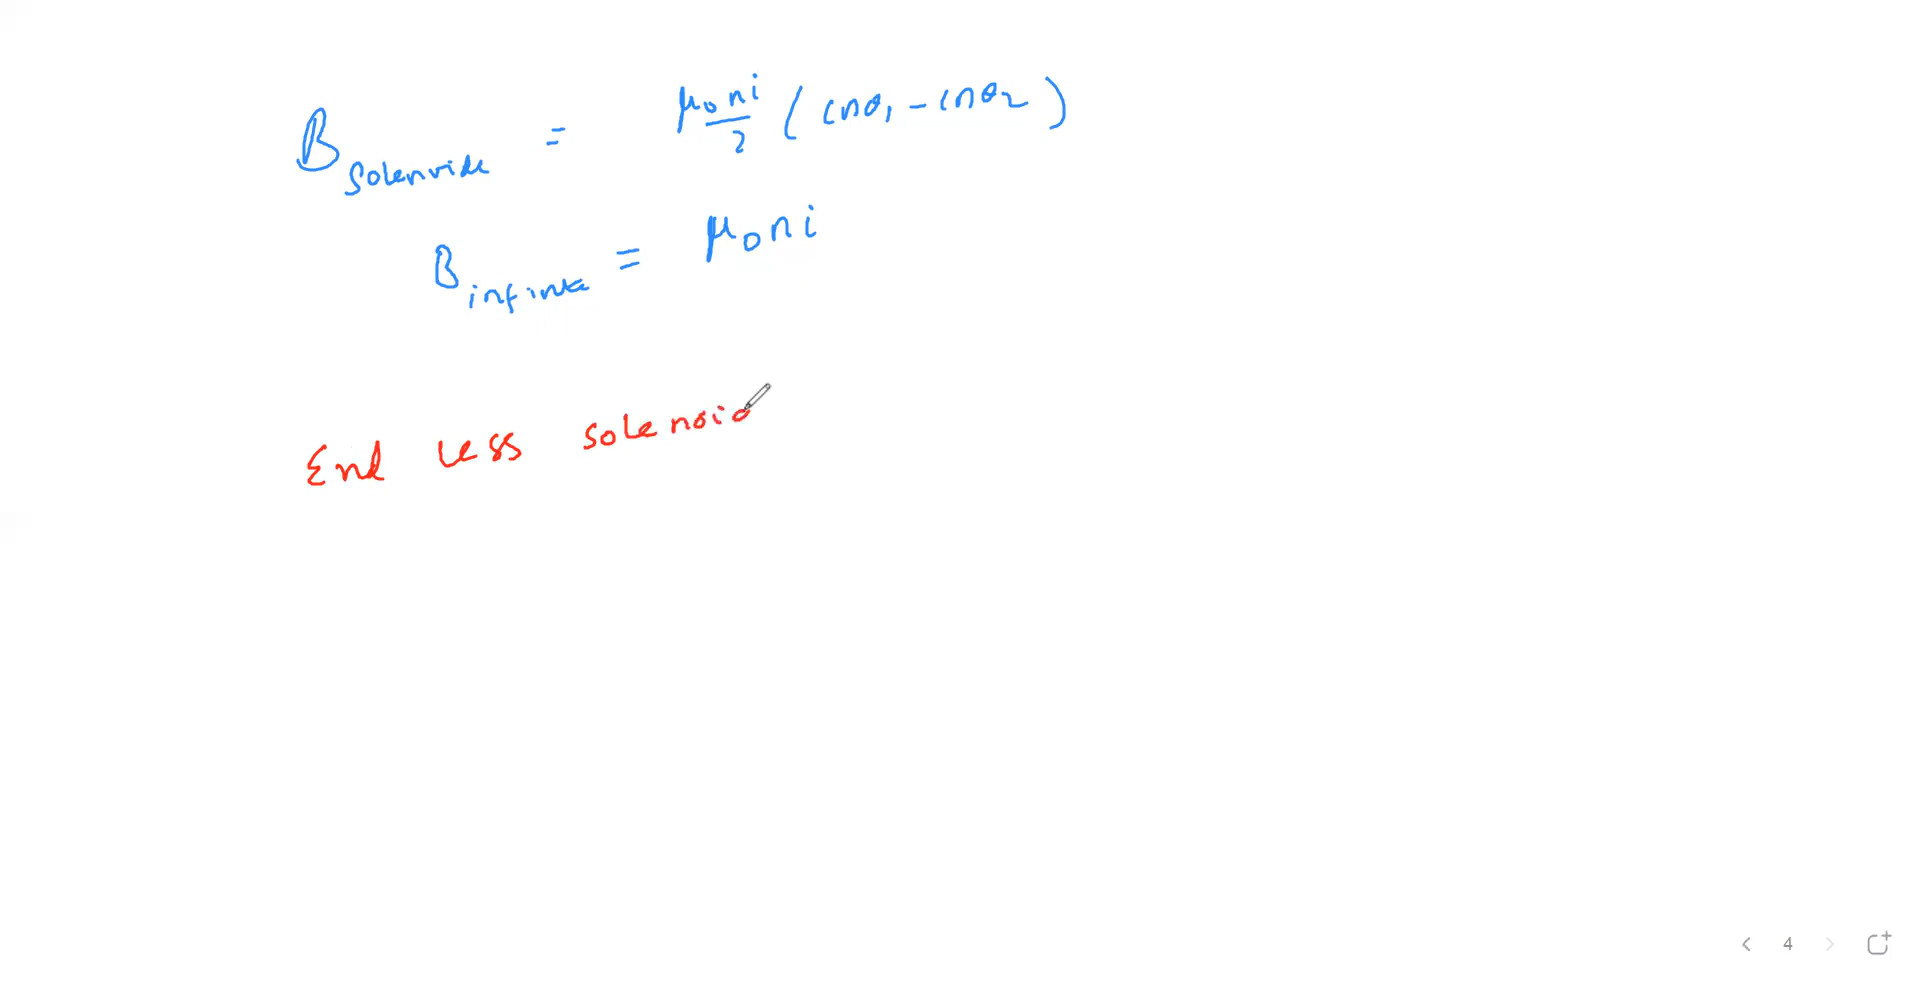 B solenoide = μ₀ni/2 ( cosθ₁ - cosθ₂ )
B infinite = μ₀ni
End less solenoid
4